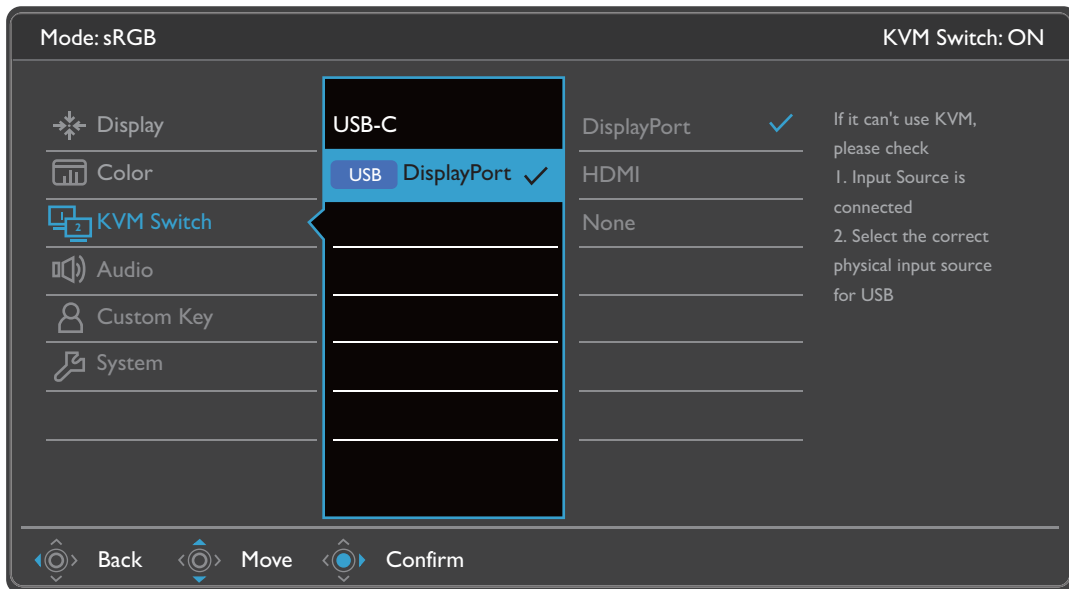 Mode: sRGB
KVM Switch: ON
Display
Color
1 2 KVM Switch
Audio
Custom Key
System
USB-C
USB DisplayPort
DisplayPort
HDMI
None
If it can't use KVM,
please check
1. Input Source is
connected
2. Select the correct
physical input source
for USB
Back
Move
Confirm